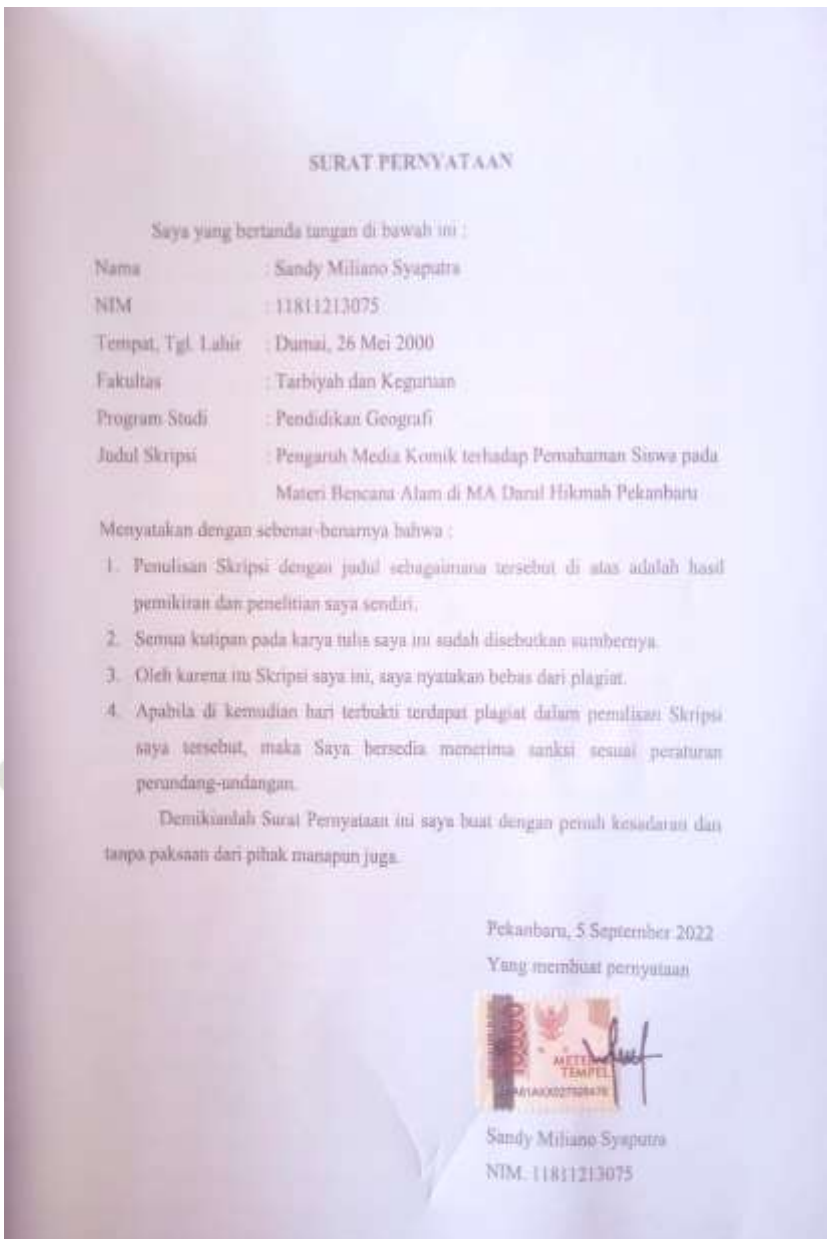 SURAT PERNYATAAN
Saya yang bertanda tangan di bawah ini :
Nama : Sandy Miliano Syaputra
NIM : 11811213075
Tempat, Tgl. Lahir : Dumai, 26 Mei 2000
Fakultas : Tarbiyah dan Keguruan
Program Studi : Pendidikan Geografi
Judul Skripsi : Pengaruh Media Komik terhadap Pemahaman Siswa pada
Materi Bencana Alam di MA Darul Hikmah Pekanbaru
Menyatakan dengan sebenar-benarnya bahwa :
1. Penulisan Skripsi dengan judul sebagaimana tersebut di atas adalah hasil
pemikiran dan penelitian saya sendiri.
2. Semua kutipan pada karya tulis saya ini sudah disebutkan sumbernya.
3. Oleh karena itu Skripsi saya ini, saya nyatakan bebas dari plagiat.
4. Apabila di kemudian hari terbukti terdapat plagiat dalam penulisan Skripsi
saya tersebut, maka Saya bersedia menerima sanksi sesuai peraturan
perundang-undangan.
Demikianlah Surat Pernyataan ini saya buat dengan penuh kesadaran dan
tanpa paksaan dari pihak manapun juga.
Pekanbaru, 5 September 2022
Yang membuat pernyataan
10000
TEMPEL
Sandy Miliano Syaputra
NIM. 11811213075